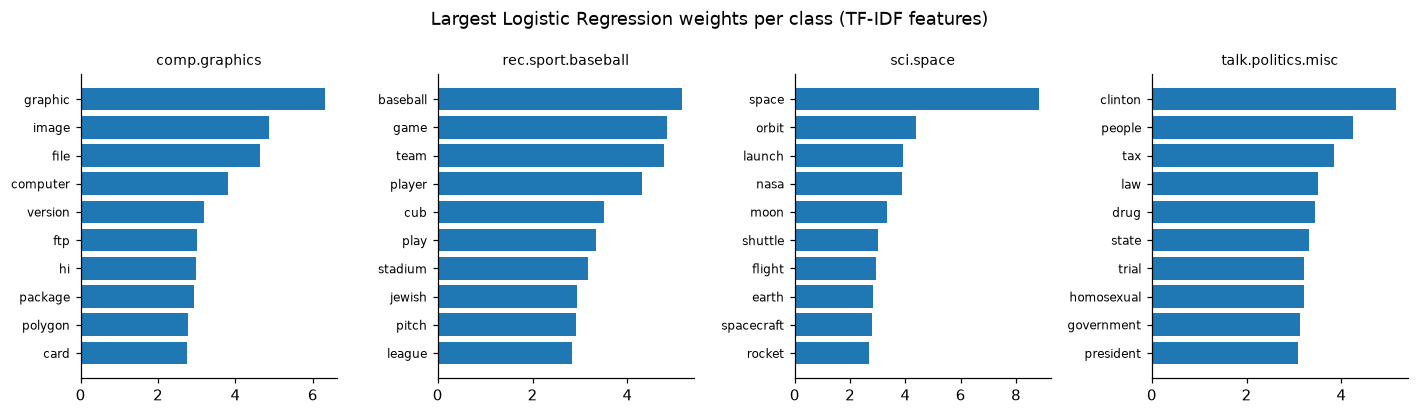 Largest Logistic Regression weights per class (TF-IDF features)
comp.graphics
graphic
image
file
computer
version
ftp
hi
package
polygon
card
0 2 4 6
rec.sport.baseball
baseball
game
team
player
cub
play
stadium
jewish
pitch
league
0 2 4
sci.space
space
orbit
launch
nasa
moon
shuttle
flight
earth
spacecraft
rocket
0 2 4 6 8
talk.politics.misc
clinton
people
tax
law
drug
state
trial
homosexual
government
president
0 2 4